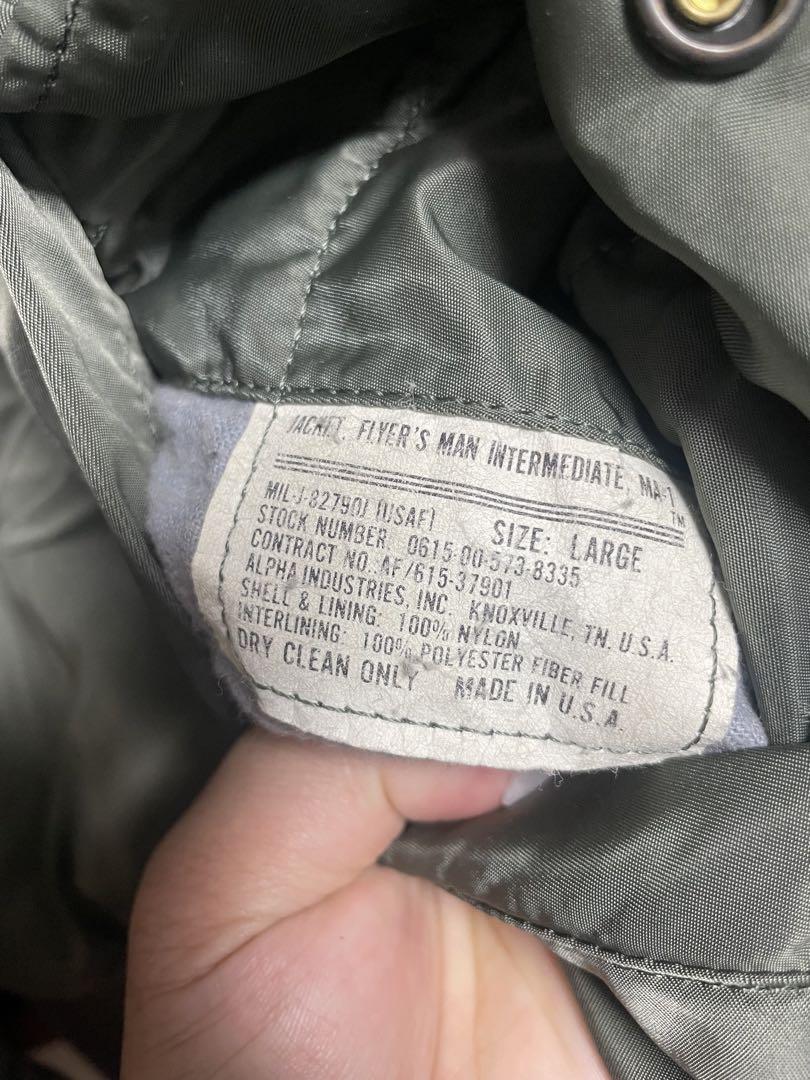 JACKET, FLYER'S MAN INTERMEDIATE, MA-1
TM
MIL-J-8279OJ (USAF) SIZE: LARGE
STOCK NUMBER. 0615-00-573-8335
CONTRACT NO. AF/615-37901
ALPHA INDUSTRIES, INC. KNOXVILLE, TN. U.S.A.
SHELL & LINING: 100% NYLON
INTERLINING: 100% POLYESTER FIBER FILL
DRY CLEAN ONLY MADE IN U.S.A.